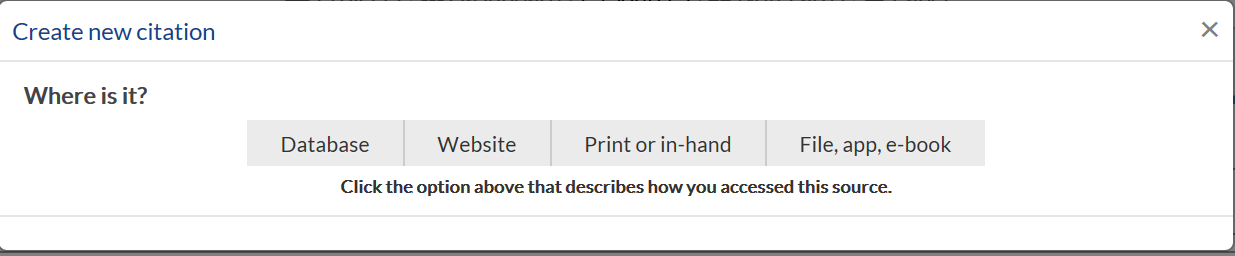 Create new citation
×
Where is it?
Database Website Print or in-hand File, app, e-book
Click the option above that describes how you accessed this source.